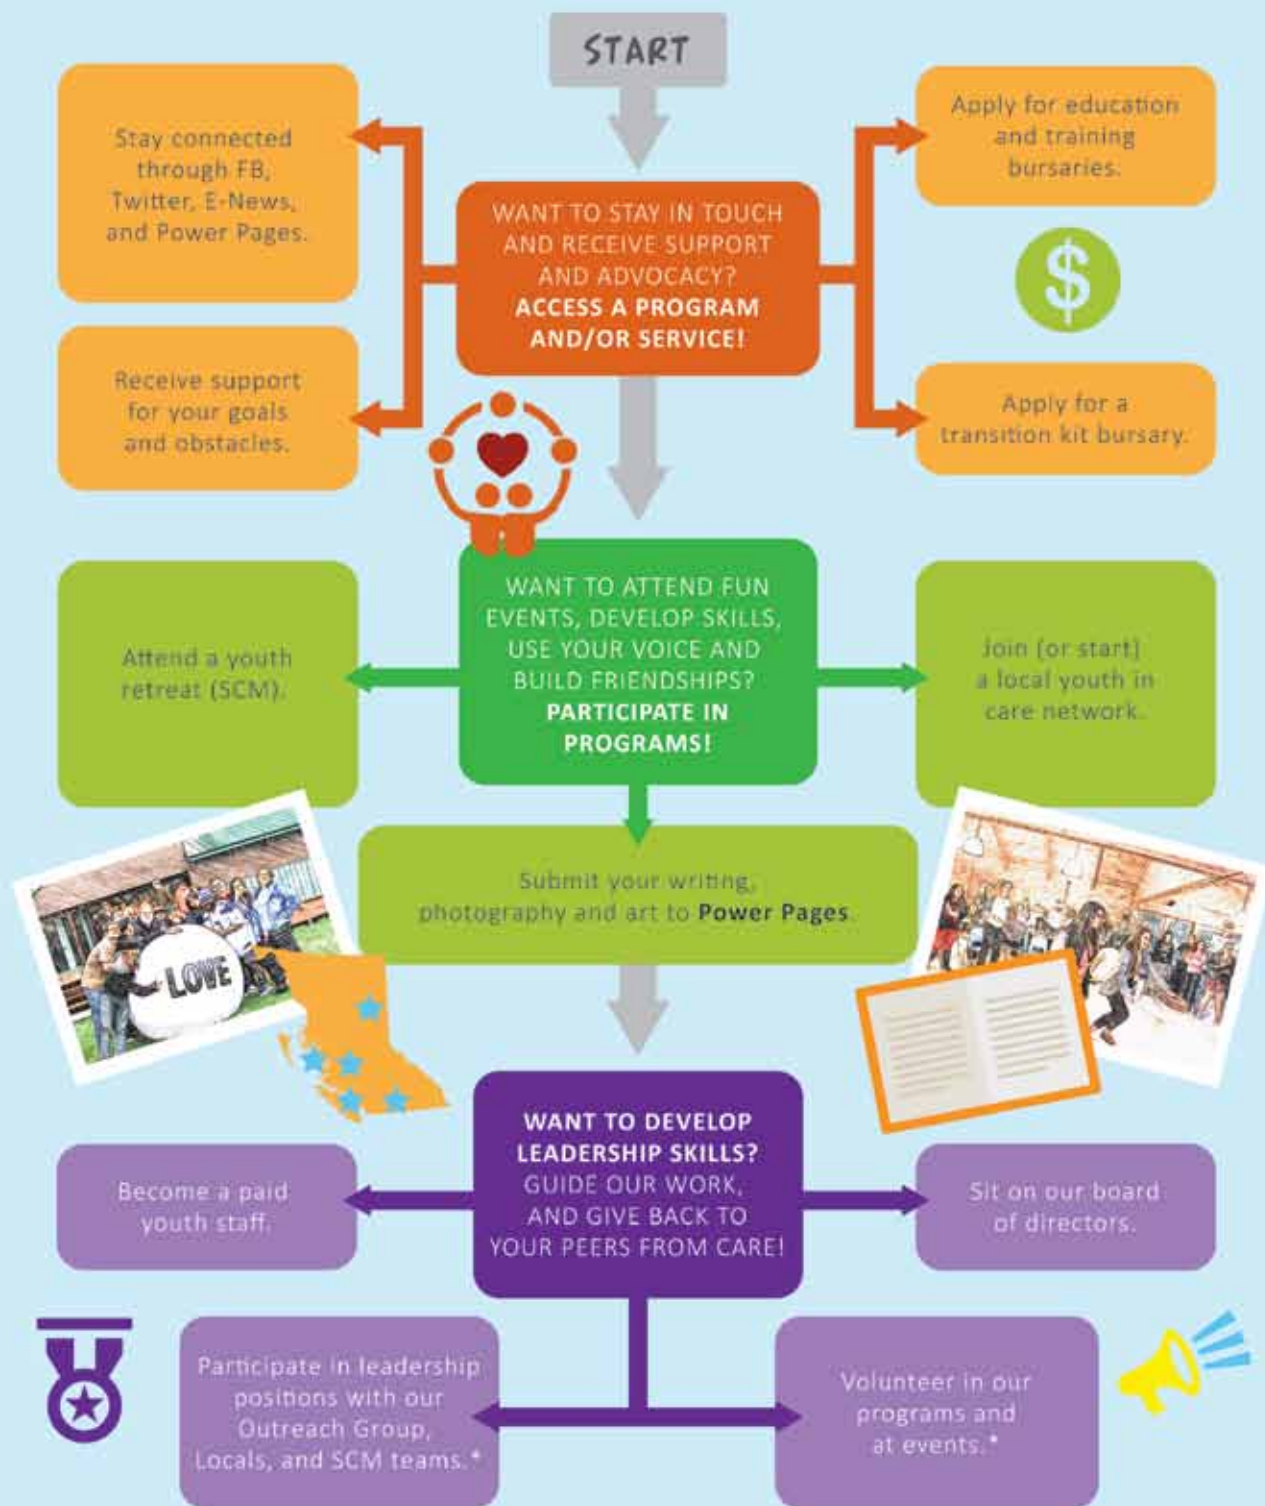 START
Stay connected
through FB,
Twitter, E-News,
and Power Pages.
Apply for education
and training
bursaries.
WANT TO STAY IN TOUCH
AND RECEIVE SUPPORT
AND ADVOCACY?
ACCESS A PROGRAM
AND/OR SERVICE!
$
Receive support
for your goals
and obstacles.
Apply for a
transition kit bursary.
WANT TO ATTEND FUN
EVENTS, DEVELOP SKILLS,
USE YOUR VOICE AND
BUILD FRIENDSHIPS?
PARTICIPATE IN
PROGRAMS!
Attend a youth
retreat (SCM).
Join (or start)
a local youth in
care network.
Submit your writing,
photography and art to Power Pages.
LOVE
WANT TO DEVELOP
LEADERSHIP SKILLS?
GUIDE OUR WORK,
AND GIVE BACK TO
YOUR PEERS FROM CARE!
Become a paid
youth staff.
Sit on our board
of directors.
Participate in leadership
positions with our
Outreach Group,
Locals, and SCM teams.*
Volunteer in our
programs and
at events.*